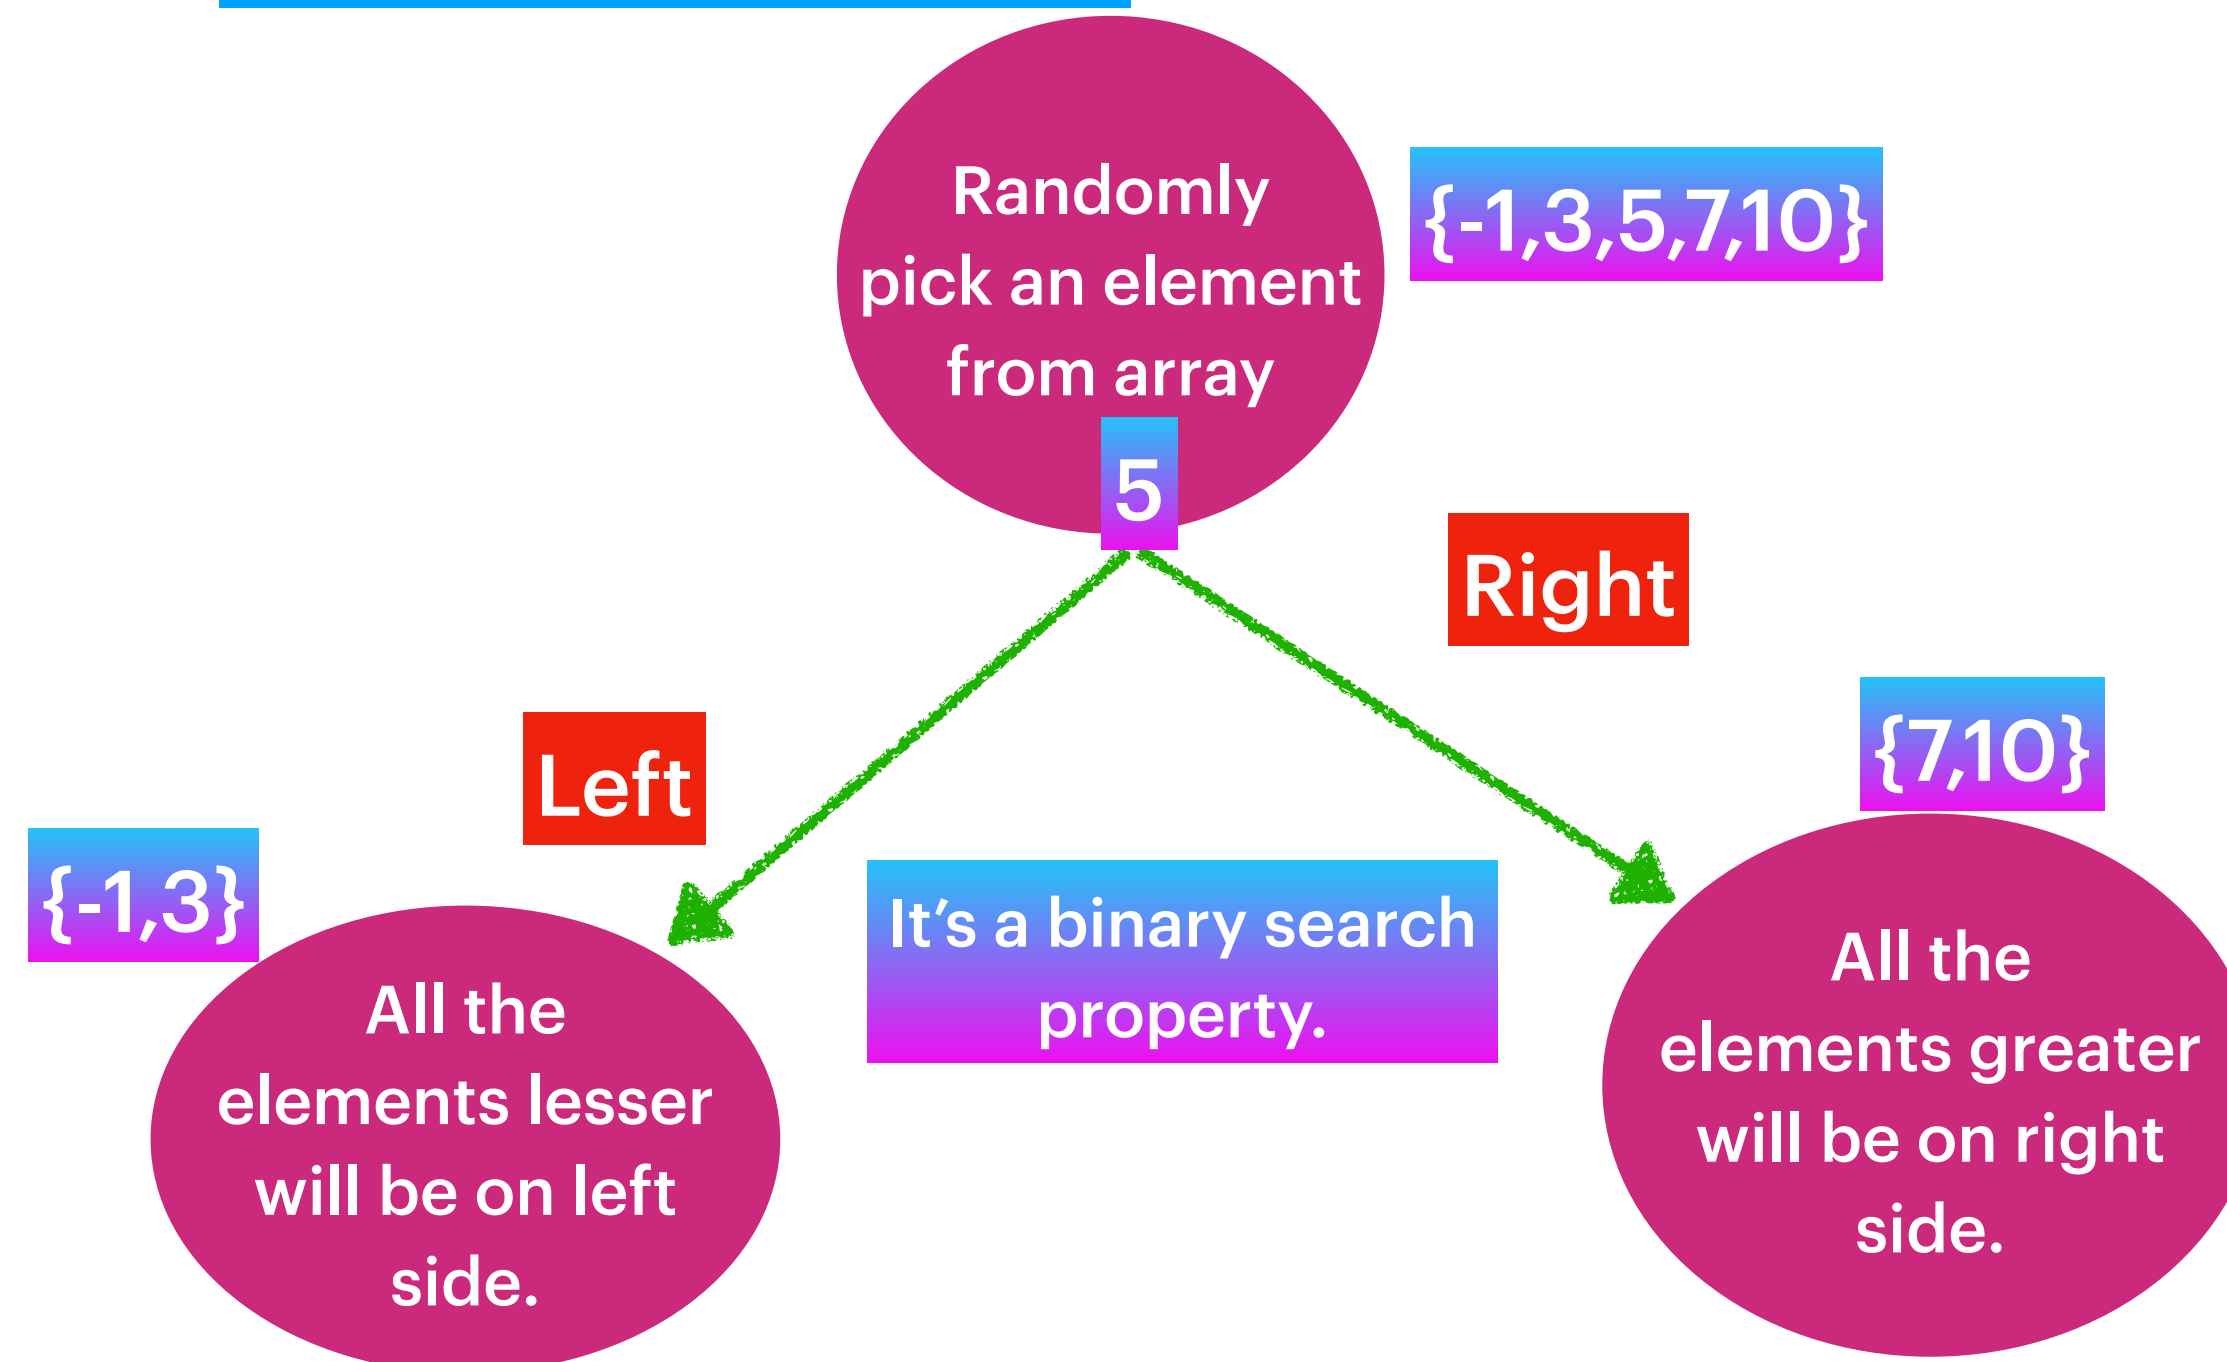 Randomly
pick an element
from array
{-1,3,5,7,10}
5
Right
Left
{7,10}
{-1,3}
It’s a binary search
property.
All the
elements lesser
will be on left
side.
All the
elements greater
will be on right
side.